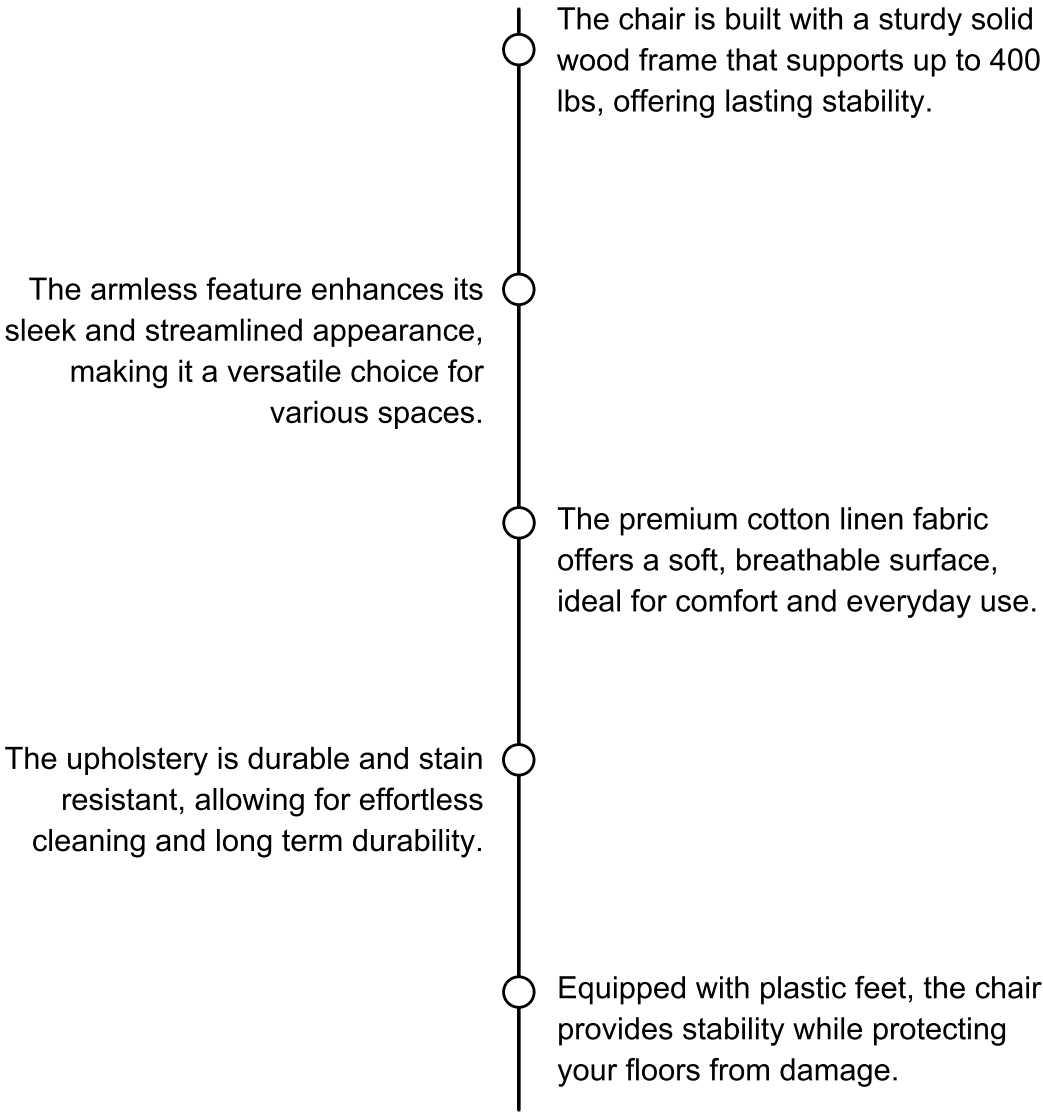 The chair is built with a sturdy solid
wood frame that supports up to 400
lbs, offering lasting stability.
The armless feature enhances its
sleek and streamlined appearance,
making it a versatile choice for
various spaces.
The premium cotton linen fabric
offers a soft, breathable surface,
ideal for comfort and everyday use.
The upholstery is durable and stain
resistant, allowing for effortless
cleaning and long term durability.
Equipped with plastic feet, the chair
provides stability while protecting
your floors from damage.